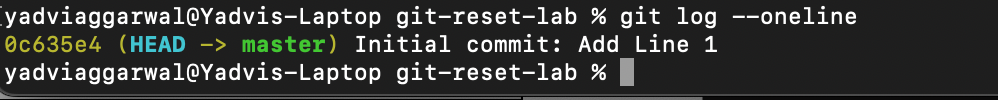 yadviaggarwal@Yadvis-Laptop git-reset-lab % git log --oneline
0c635e4 (HEAD -> master) Initial commit: Add Line 1
yadviaggarwal@Yadvis-Laptop git-reset-lab %